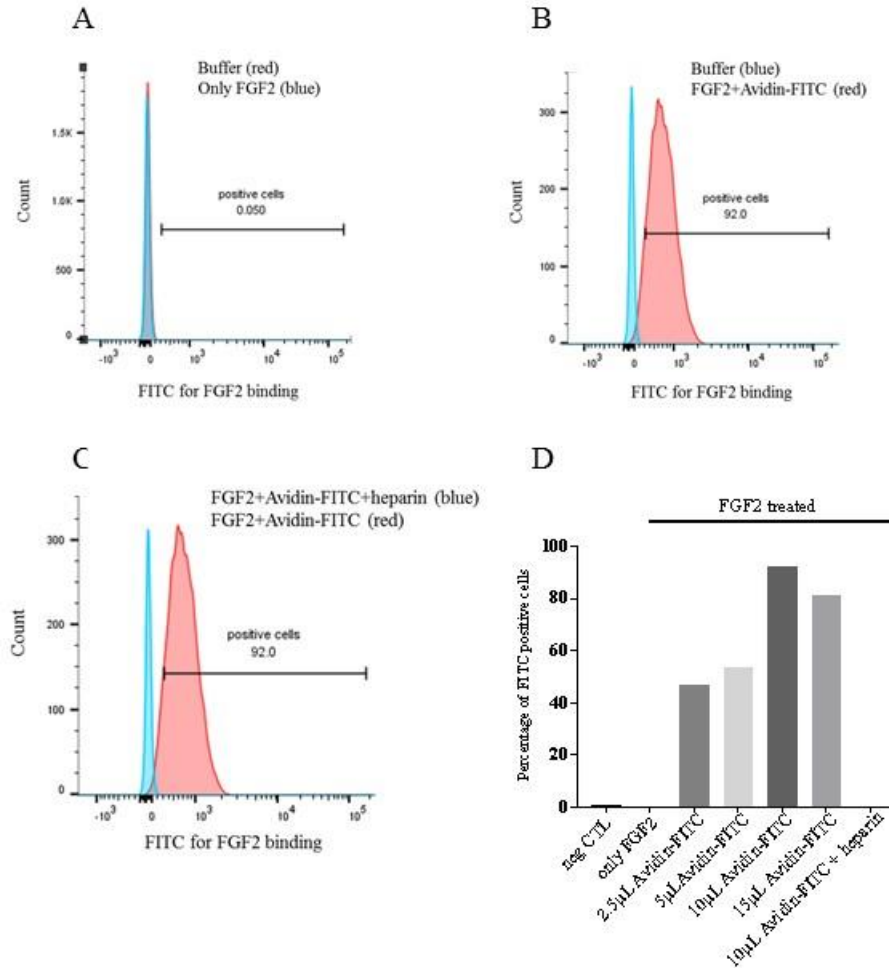 A
Buffer (red)
Only FGF2 (blue)
1.5K
1.0K
500
0
Count
positive cells
0.050
-10³ 0 10³ 10⁴ 10⁵
FITC for FGF2 binding
B
Buffer (blue)
FGF2+Avidin-FITC (red)
300
200
100
0
Count
positive cells
92.0
-10³ 0 10³ 10⁴ 10⁵
FITC for FGF2 binding
C
FGF2+Avidin-FITC+heparin (blue)
FGF2+Avidin-FITC (red)
300
200
100
0
Count
positive cells
92.0
-10³ 0 10³ 10⁴ 10⁵
FITC for FGF2 binding
D
FGF2 treated
100
80
60
40
20
0
Percentage of FITC positive cells
neg CTL
only FGF2
2.5μL Avidin-FITC
5μL Avidin-FITC
10μL Avidin-FITC
15μL Avidin-FITC
10μL Avidin-FITC + heparin